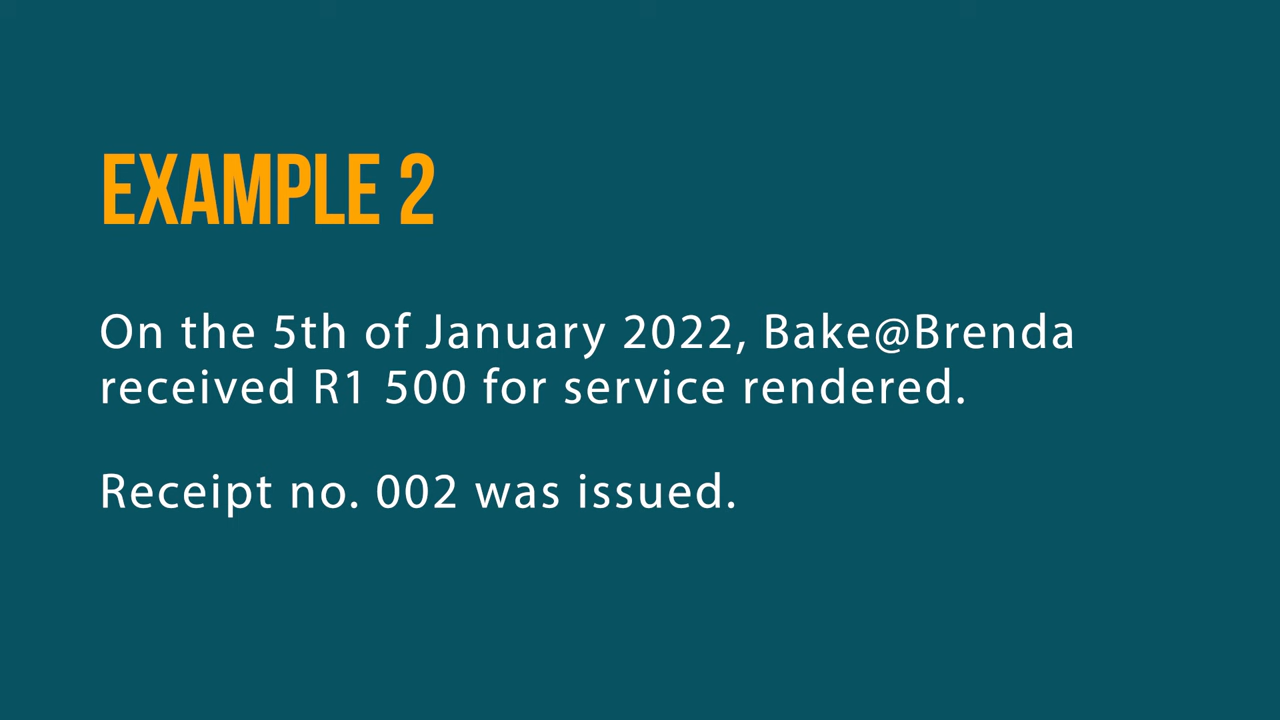 EXAMPLE 2
On the 5th of January 2022, Bake@Brenda
received R1 500 for service rendered.
Receipt no. 002 was issued.